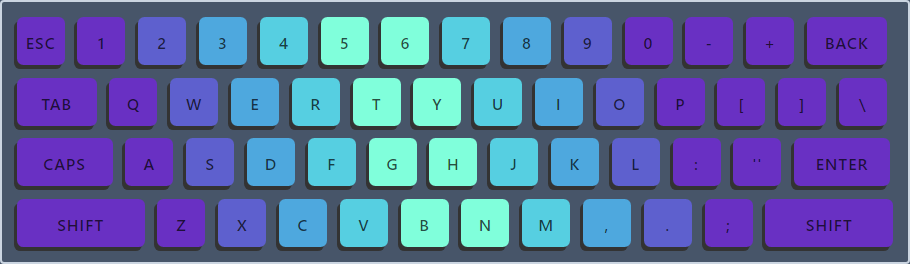 ESC 1 2 3 4 5 6 7 8 9 0 - + BACK
TAB Q W E R T Y U I O P [ ] \
CAPS A S D F G H J K L : '' ENTER
SHIFT Z X C V B N M , . ; SHIFT